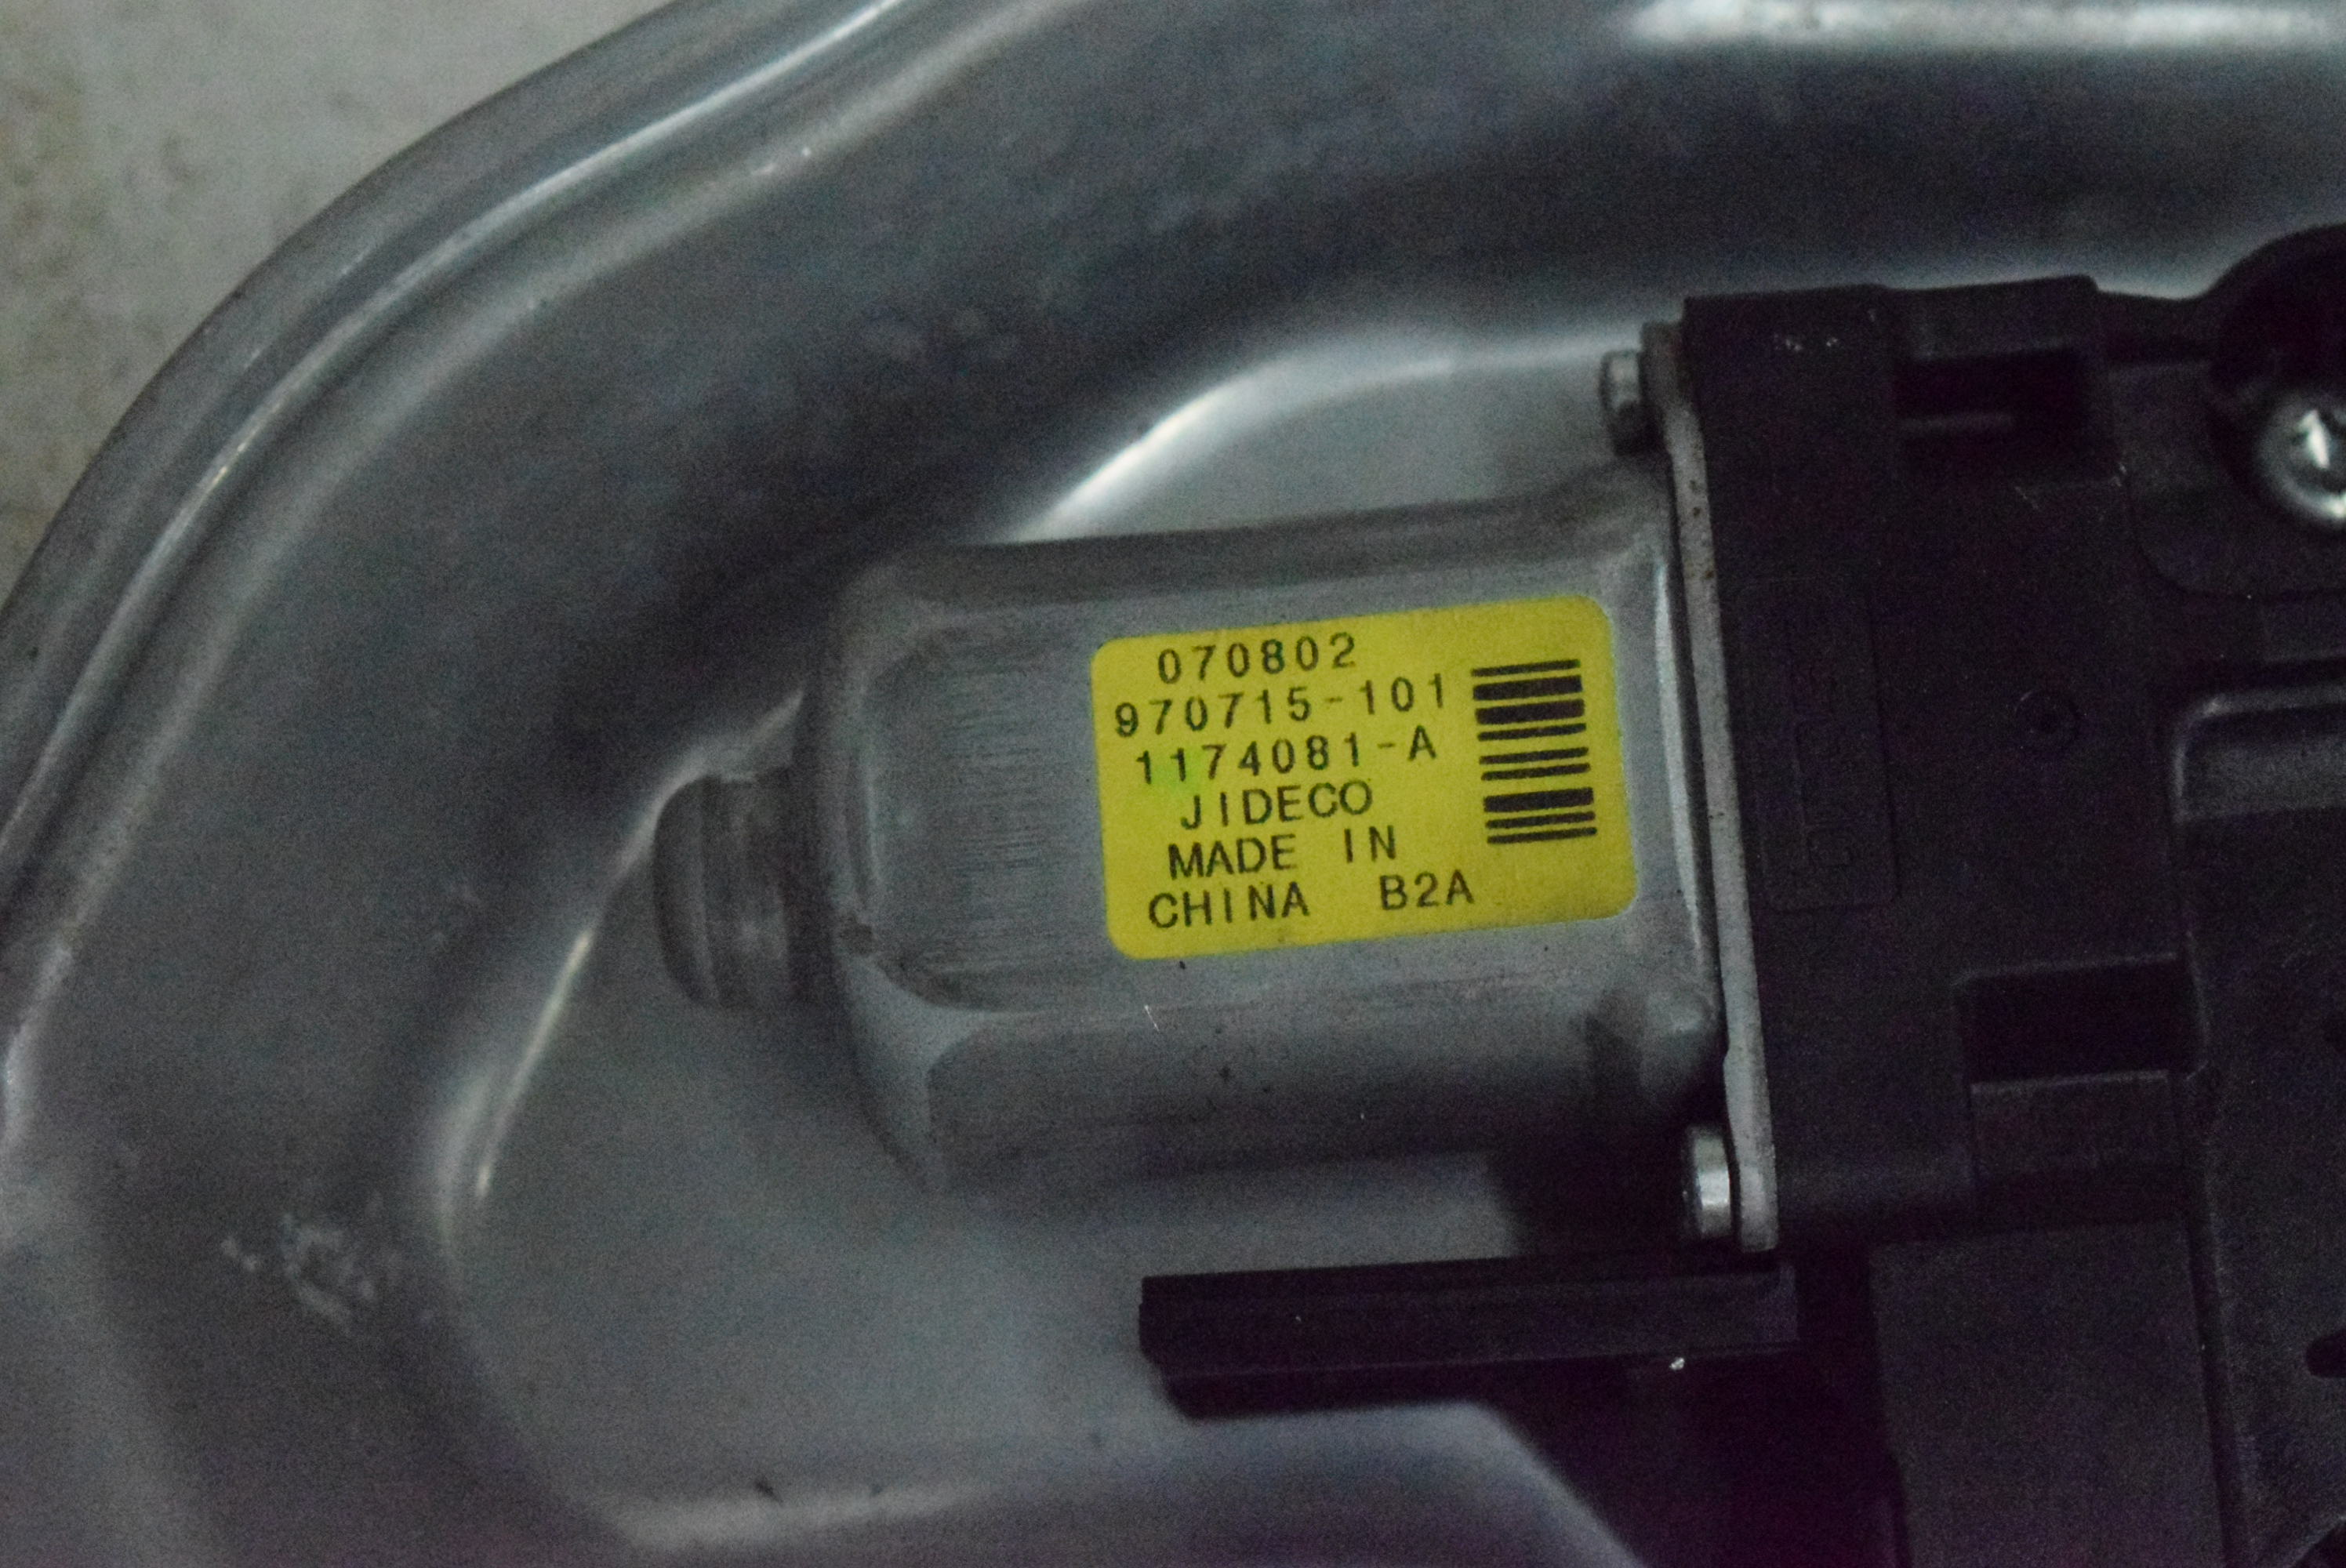 070802
970715-101
1174081-A
JIDECO
MADE IN
CHINA B2A